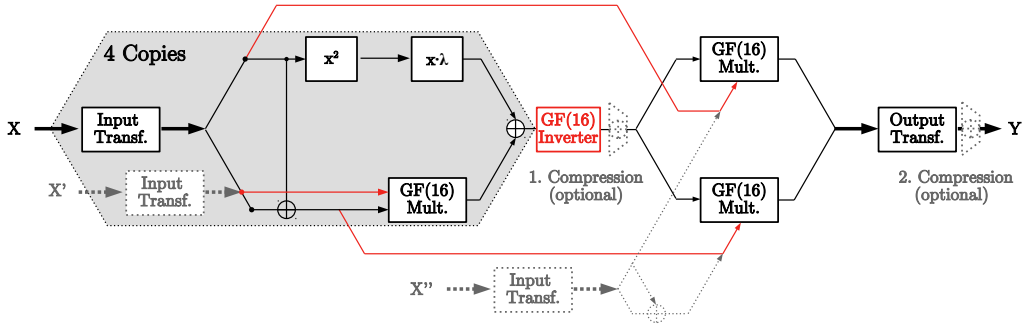 4 Copies
x²
x·λ
GF(16)
Mult.
X
Input
Transf.
GF(16)
Inverter
Output
Transf.
Y
X'
Input
Transf.
GF(16)
Mult.
1. Compression
(optional)
GF(16)
Mult.
2. Compression
(optional)
X''
Input
Transf.